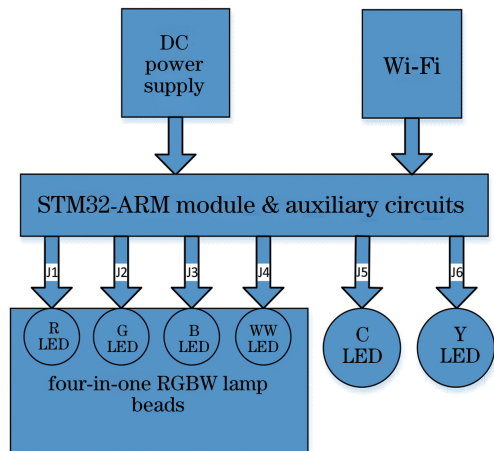 DC
power
supply
Wi-Fi
STM32-ARM module & auxiliary circuits
J1
J2
J3
J4
J5
J6
R
LED
G
LED
B
LED
WW
LED
C
LED
Y
LED
four-in-one RGBW lamp
beads